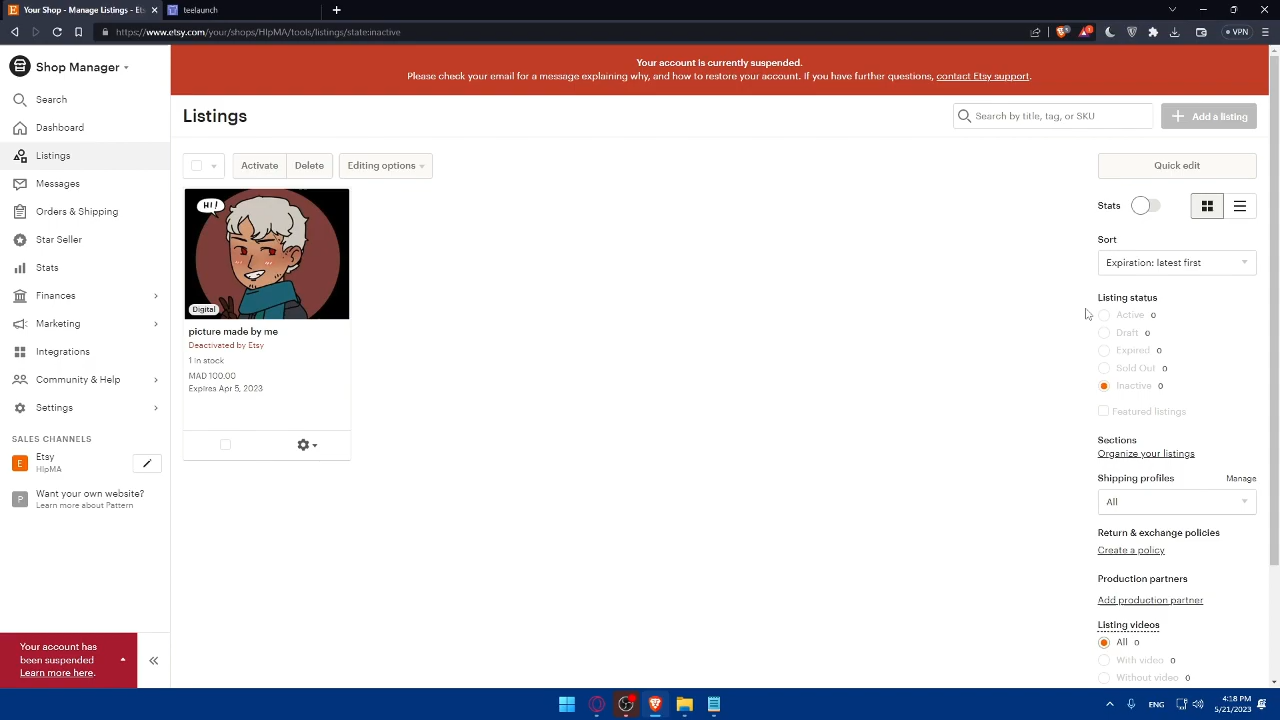 Your Shop - Manage Listings - Ets
teelaunch
https://www.etsy.com/your/shops/HlpMA/tools/listings/state:inactive
VPN
Your account is currently suspended.
Please check your email for a message explaining why, and how to restore your account. If you have further questions, contact Etsy support.
Shop Manager
Search
Dashboard
Listings
Messages
Orders & Shipping
Star Seller
Stats
Finances
Marketing
Integrations
Community & Help
Settings
SALES CHANNELS
E
Etsy
HlpMA
P
Want your own website?
Learn more about Pattern
Your account has
been suspended
Learn more here.
Listings
Search by title, tag, or SKU
Add a listing
Activate
Delete
Editing options
HI!
Digital
picture made by me
Deactivated by Etsy
1 in stock
MAD 100.00
Expires Apr 5, 2023
Quick edit
Stats
Sort
Expiration: latest first
Listing status
Active 0
Draft 0
Expired 0
Sold Out 0
Inactive 0
Featured listings
Sections
Organize your listings
Shipping profiles
Manage
All
Return & exchange policies
Create a policy
Production partners
Add production partner
Listing videos
All 0
With video 0
Without video 0
ENG
4:18 PM
5/21/2023